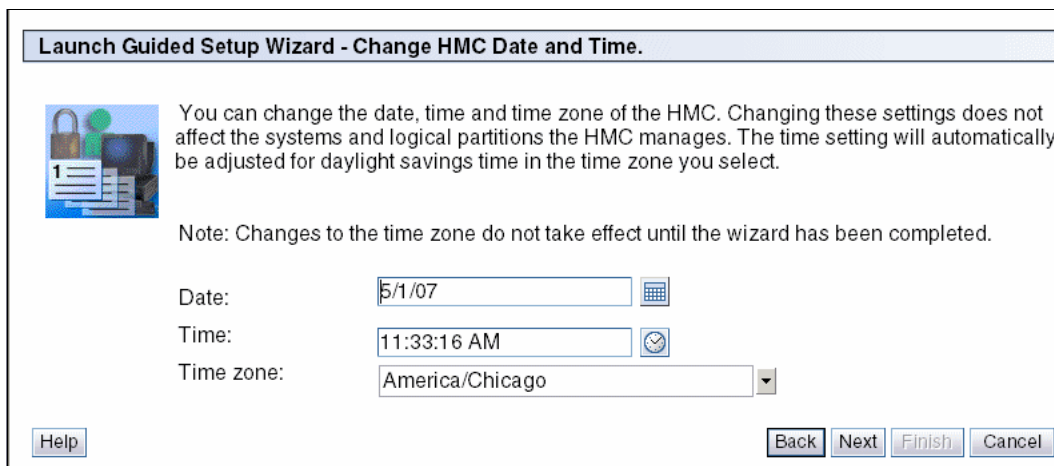 Launch Guided Setup Wizard - Change HMC Date and Time.
You can change the date, time and time zone of the HMC. Changing these settings does not
affect the systems and logical partitions the HMC manages. The time setting will automatically
be adjusted for daylight savings time in the time zone you select.
1
Note: Changes to the time zone do not take effect until the wizard has been completed.
Date: 5/1/07
Time: 11:33:16 AM
Time zone: America/Chicago
Help Back Next Finish Cancel